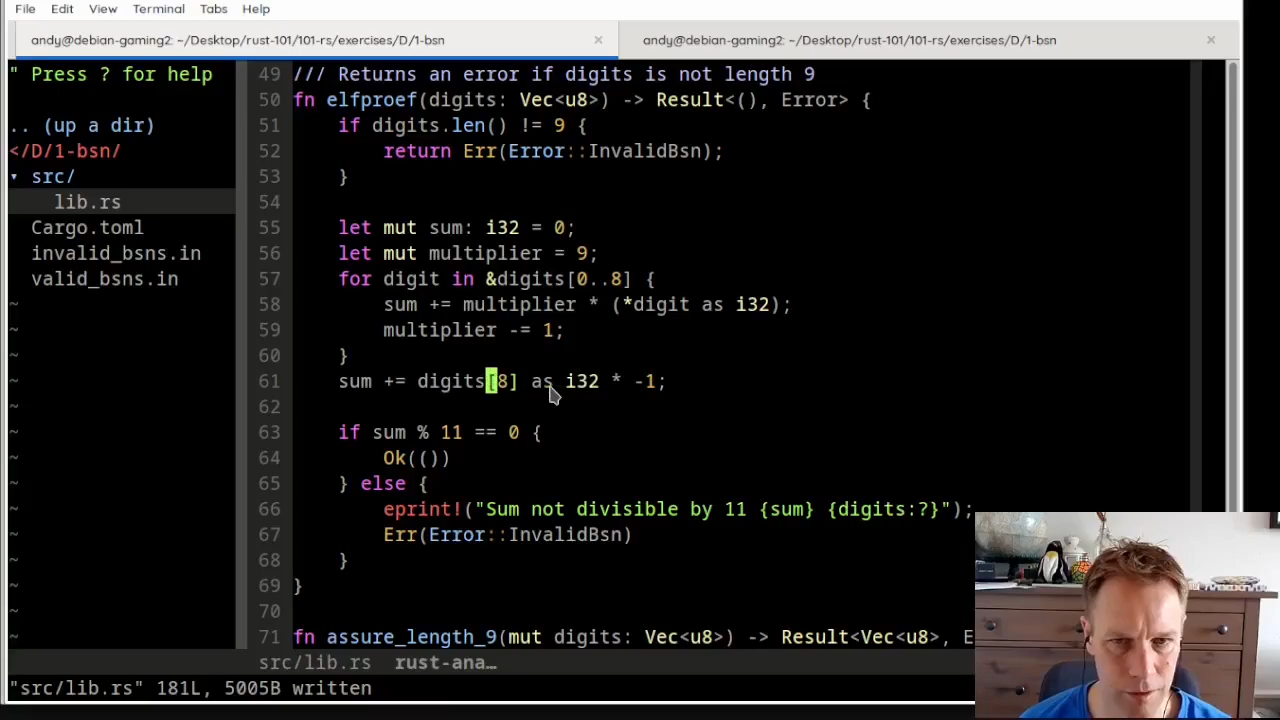 File Edit View Terminal Tabs Help
andy@debian-gaming2: ~/Desktop/rust-101/101-rs/exercises/D/1-bsn × andy@debian-gaming2: ~/Desktop/rust-101/101-rs/exercises/D/1-bsn ×
" Press ? for help
.. (up a dir)
</D/1-bsn/
▾ src/
lib.rs
Cargo.toml
invalid_bsns.in
valid_bsns.in
~
~
~
~
~
~
~
~
~
~
~
~
~
~
49 /// Returns an error if digits is not length 9
50 fn elfproef(digits: Vec<u8>) -> Result<(), Error> {
51     if digits.len() != 9 {
52         return Err(Error::InvalidBsn);
53     }
54
55     let mut sum: i32 = 0;
56     let mut multiplier = 9;
57     for digit in &digits[0..8] {
58         sum += multiplier * (*digit as i32);
59         multiplier -= 1;
60     }
61     sum += digits[8] as i32 * -1;
62
63     if sum % 11 == 0 {
64         Ok(())
65     } else {
66         eprint!("Sum not divisible by 11 {sum} {digits:?}");
67         Err(Error::InvalidBsn)
68     }
69 }
70
71 fn assure_length_9(mut digits: Vec<u8>) -> Result<Vec<u8>, E
src/lib.rs rust-ana…
"src/lib.rs" 181L, 5005B written